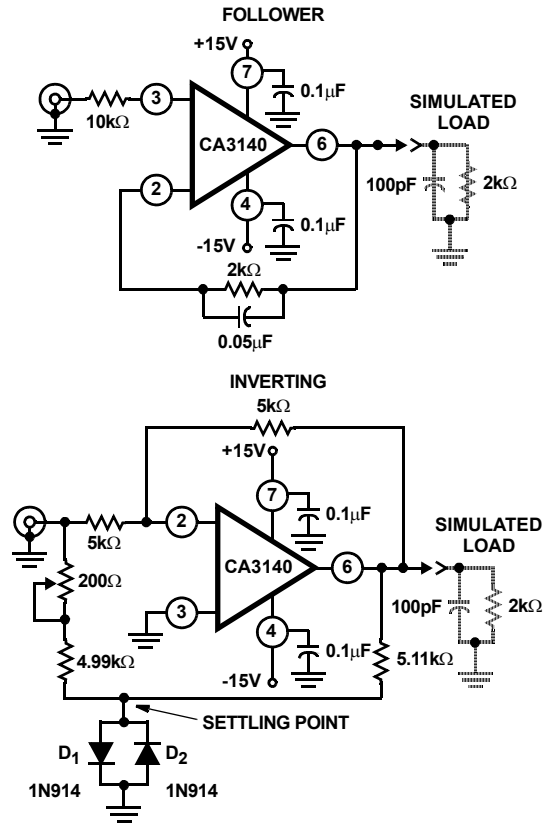 FOLLOWER
+15V
7
0.1μF
3
10kΩ
CA3140
6
SIMULATED
LOAD
100pF
2kΩ
2
4
0.1μF
-15V
2kΩ
0.05μF
INVERTING
5kΩ
+15V
7
0.1μF
5kΩ
2
CA3140
6
SIMULATED
LOAD
100pF
2kΩ
200Ω
3
4
0.1μF
5.11kΩ
4.99kΩ
-15V
SETTLING POINT
D1
D2
1N914
1N914